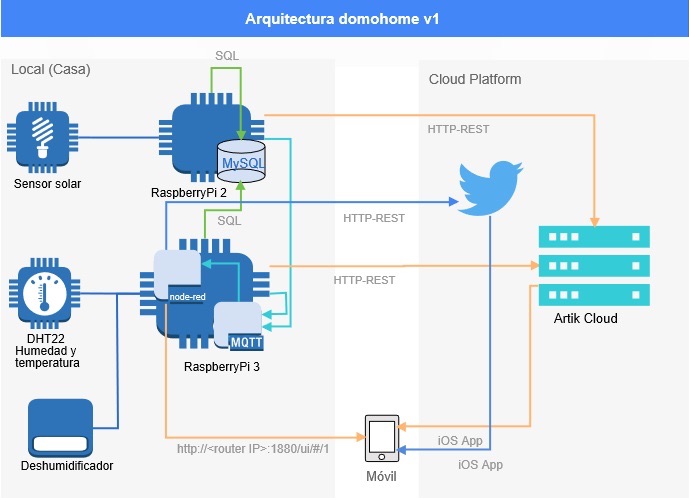 Arquitectura domohome v1
Local (Casa)
SQL
Cloud Platform
HTTP-REST
MySQL
Sensor solar
RaspberryPi 2
SQL
HTTP-REST
HTTP-REST
node-red
Artik Cloud
DHT22
Humedad y
temperatura
MQTT
RaspberryPi 3
http://<router IP>:1880/ui/#/1
iOS App
Deshumidificador
iOS App
Móvil